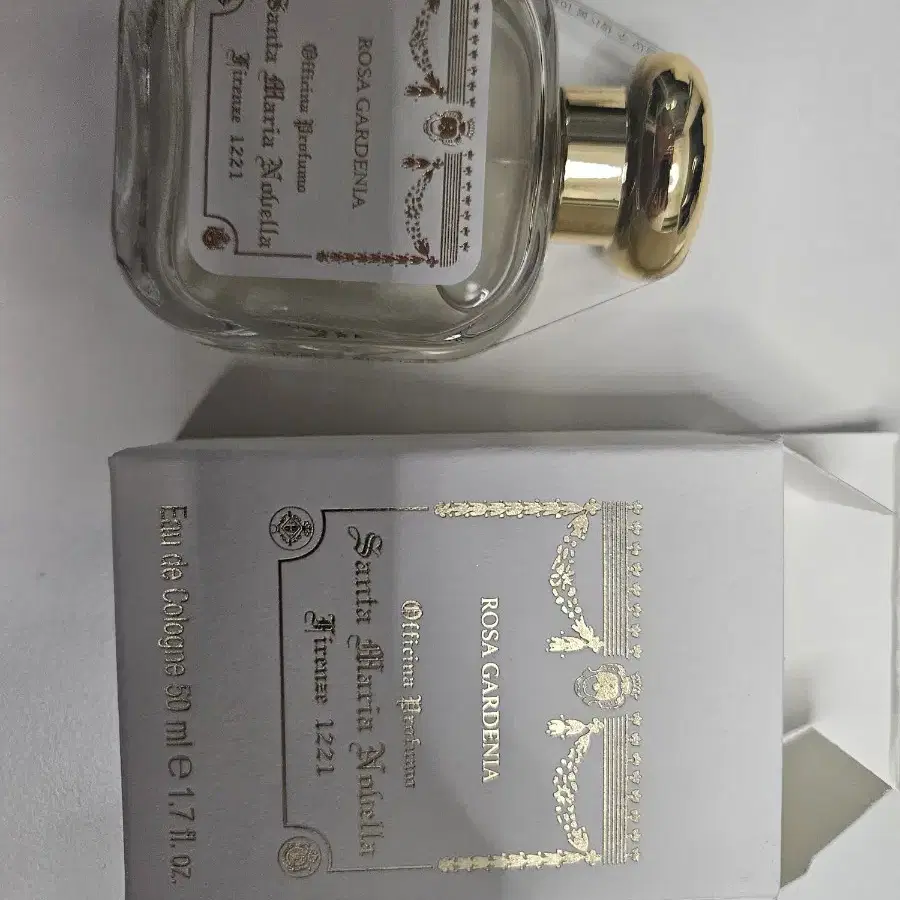 ROSA GARDENIA
Officina Profumo
Santa Maria Novella
Firenze 1221
ROSA GARDENIA
Officina Profumo
Santa Maria Novella
Firenze 1221
Eau de Cologne 50 ml e 1.7 fl. oz.